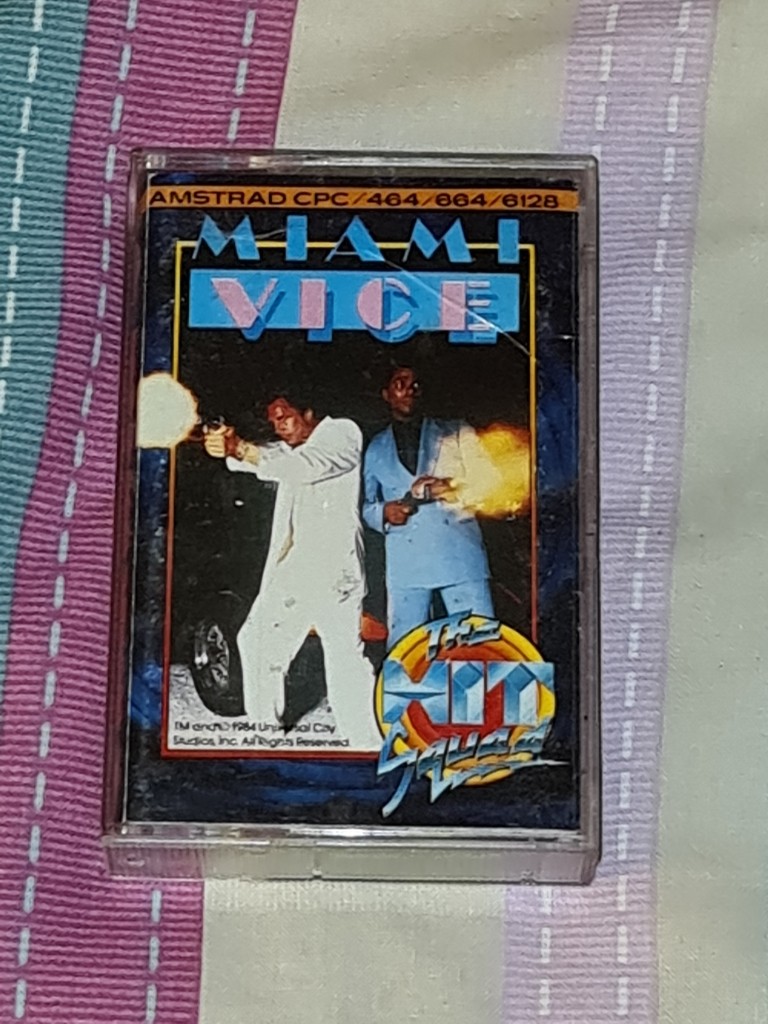 AMSTRAD CPC/464/664/6128
MIAMI
VICE
The
HIT
Squad
TM and © 1984 Universal City
Studios, Inc. All Rights Reserved.